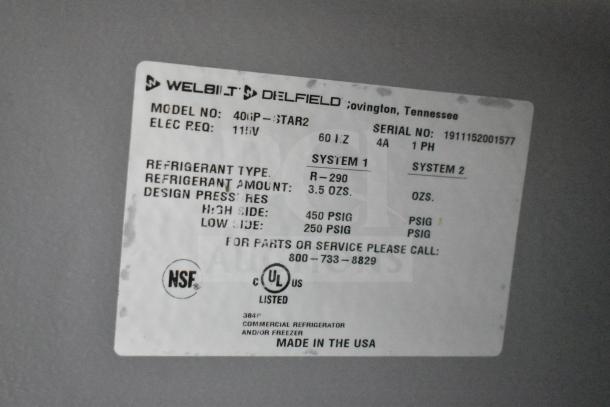 WELBILT DELFIELD Covington, Tennessee
MODEL NO: 406P-STAR2 SERIAL NO: 1911152001577
ELEC REQ: 115V 60 HZ 4A 1 PH
SYSTEM 1 SYSTEM 2
REFRIGERANT TYPE: R-290
REFRIGERANT AMOUNT: 3.5 OZS. OZS.
DESIGN PRESSURES
HIGH SIDE: 450 PSIG PSIG
LOW SIDE: 250 PSIG PSIG
FOR PARTS OR SERVICE PLEASE CALL:
800-733-8829
NSF
C UL US
LISTED
COMMERCIAL REFRIGERATOR
AND/OR FREEZER
MADE IN THE USA